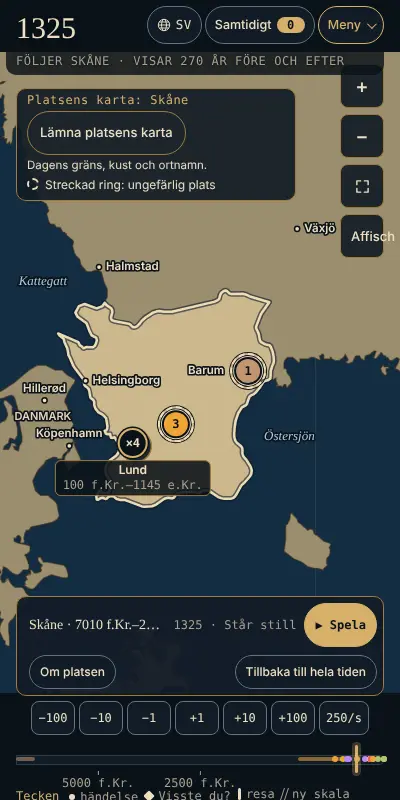 1325
SV
Samtidigt 0
Meny
FÖLJER SKÅNE · VISAR 270 ÅR FÖRE OCH EFTER
Platsens karta: Skåne
Lämna platsens karta
Dagens gräns, kust och ortnamn.
Streckad ring: ungefärlig plats
+
−
Affisch
Växjö
Halmstad
Kattegatt
Barum
1
Helsingborg
Hillerød
DANMARK
Köpenhamn
3
×4
Östersjön
Lund
100 f.Kr.–1145 e.Kr.
Skåne · 7010 f.Kr.–2…
1325 · Står still
▶ Spela
Om platsen
Tillbaka till hela tiden
−100
−10
−1
+1
+10
+100
250/s
5000 f.Kr.
2500 f.Kr.
Tecken händelse Visste du? resa // ny skala